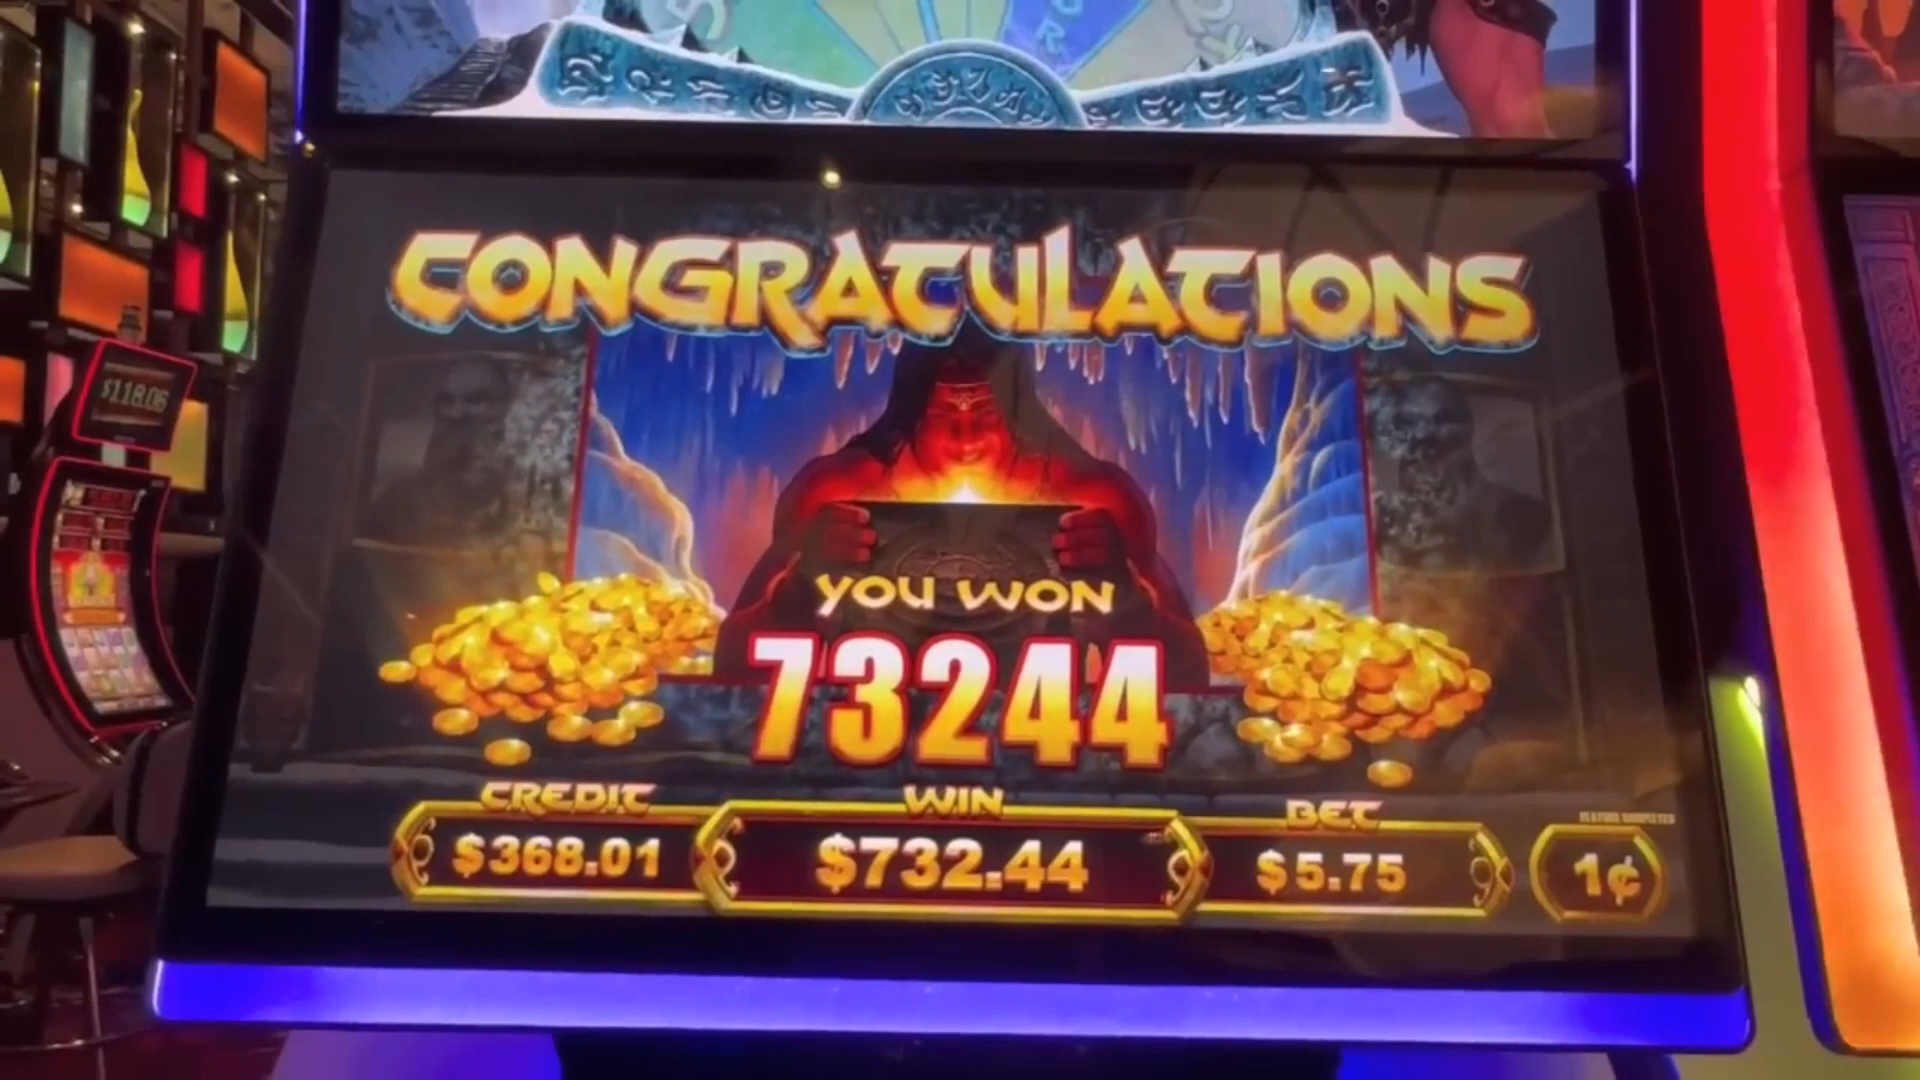 CONGRATULATIONS
$118.06
YOU WON
73244
CREDIT WIN BET
$368.01 $732.44 $5.75 1¢